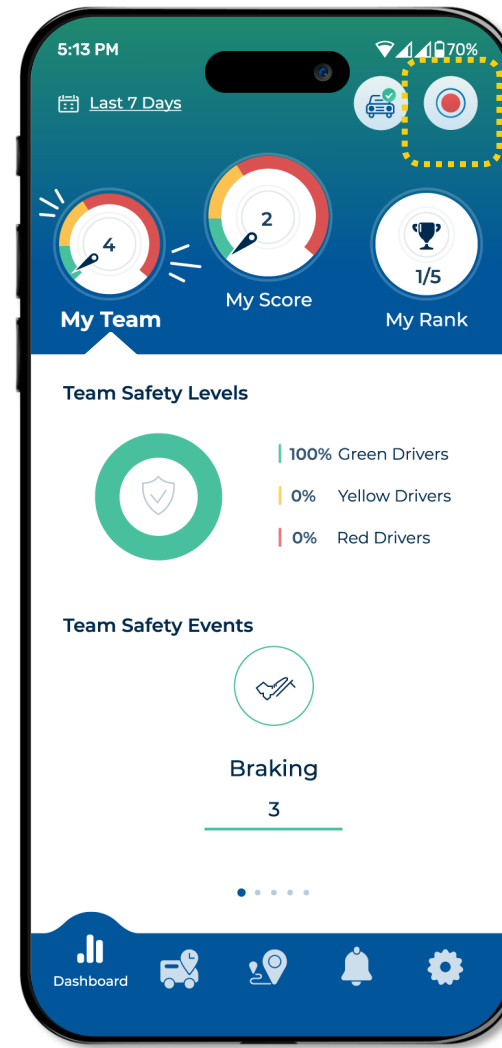 5:13 PM
70%
Last 7 Days
4
2
1/5
My Team
My Score
My Rank
Team Safety Levels
100% Green Drivers
0% Yellow Drivers
0% Red Drivers
Team Safety Events
Braking
3
Dashboard